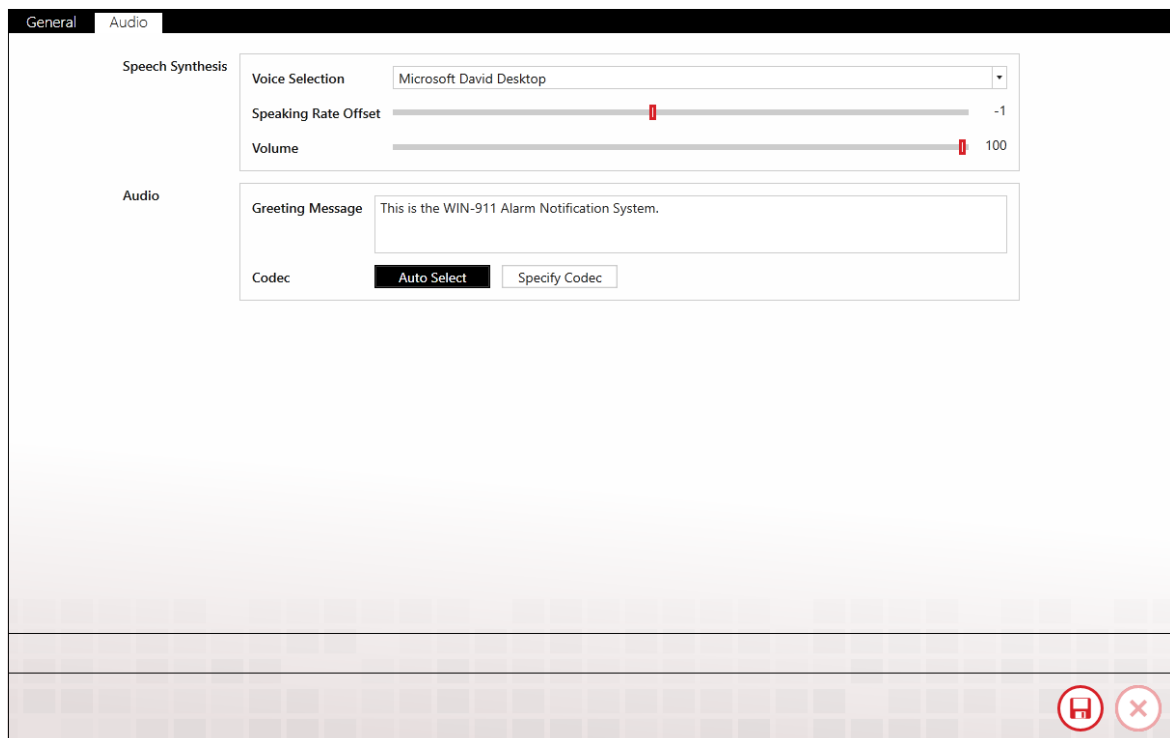 General Audio
Speech Synthesis
Voice Selection Microsoft David Desktop
Speaking Rate Offset -1
Volume 100
Audio
Greeting Message This is the WIN-911 Alarm Notification System.
Codec Auto Select Specify Codec